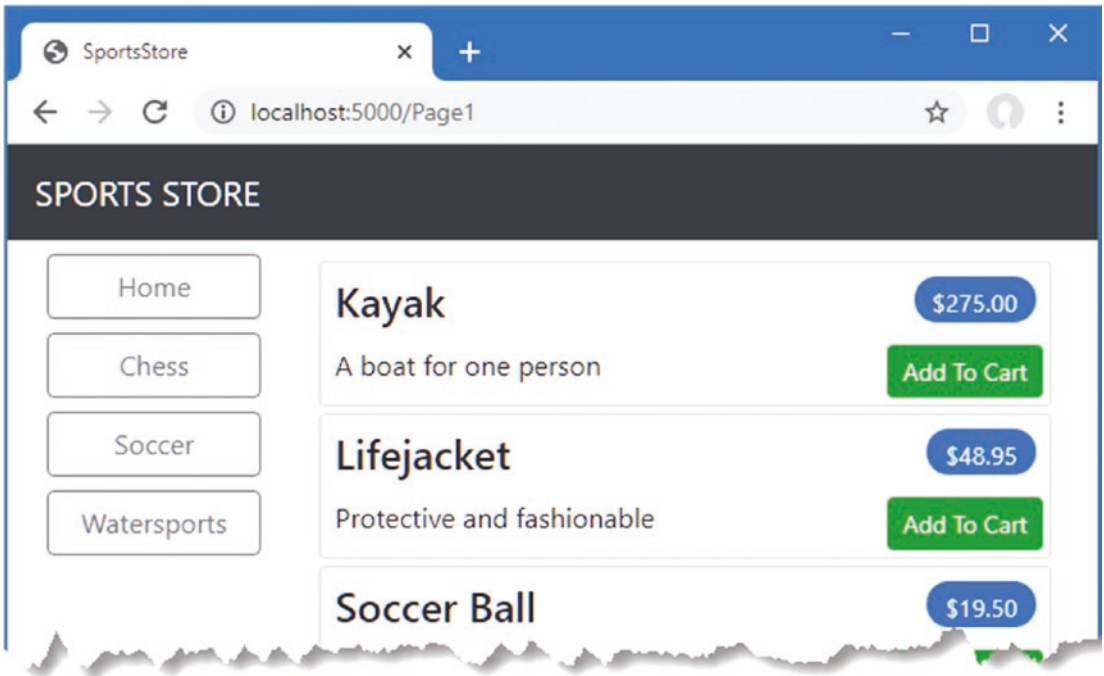 SportsStore
localhost:5000/Page1
SPORTS STORE
Home
Chess
Soccer
Watersports
Kayak
$275.00
A boat for one person
Add To Cart
Lifejacket
$48.95
Protective and fashionable
Add To Cart
Soccer Ball
$19.50